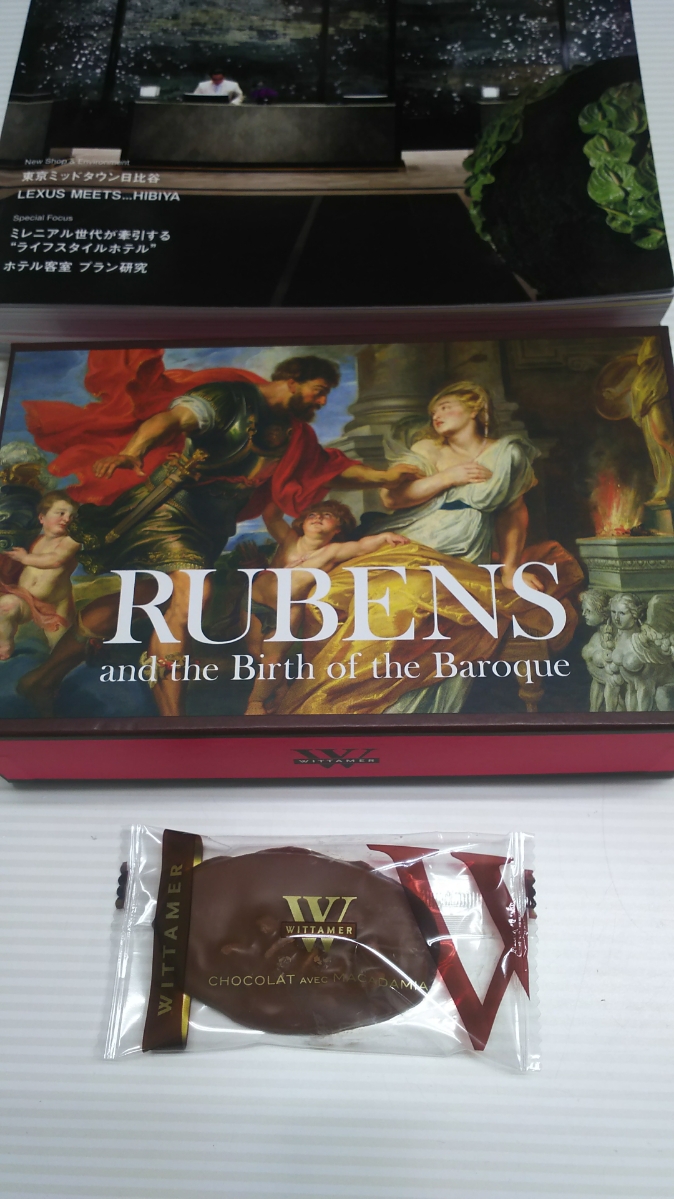 New Shop & Environment
東京ミッドタウン日比谷
LEXUS MEETS...HIBIYA
Special Focus
ミレニアル世代が牽引する
“ライフスタイルホテル”
ホテル客室 プラン研究
RUBENS
and the Birth of the Baroque
W
WITTAMER
WITTAMER
W
WITTAMER
CHOCOLAT AVEC MACADAMIA
W